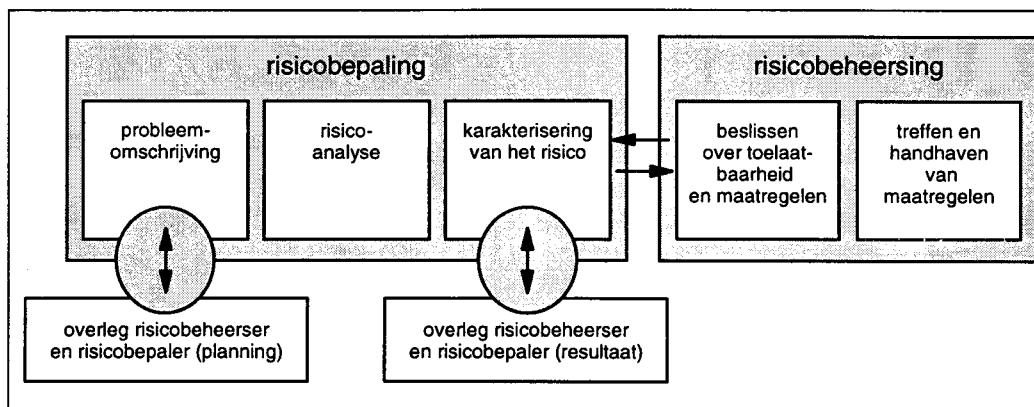 risicobepaling
probleem-
omschrijving
risico-
analyse
karakterisering
van het risico
overleg risicobeheerser
en risicobepaler (planning)
overleg risicobeheerser
en risicobepaler (resultaat)
risicobeheersing
beslissen
over toelaat-
baarheid
en maatregelen
treffen en
handhaven
van
maatregelen